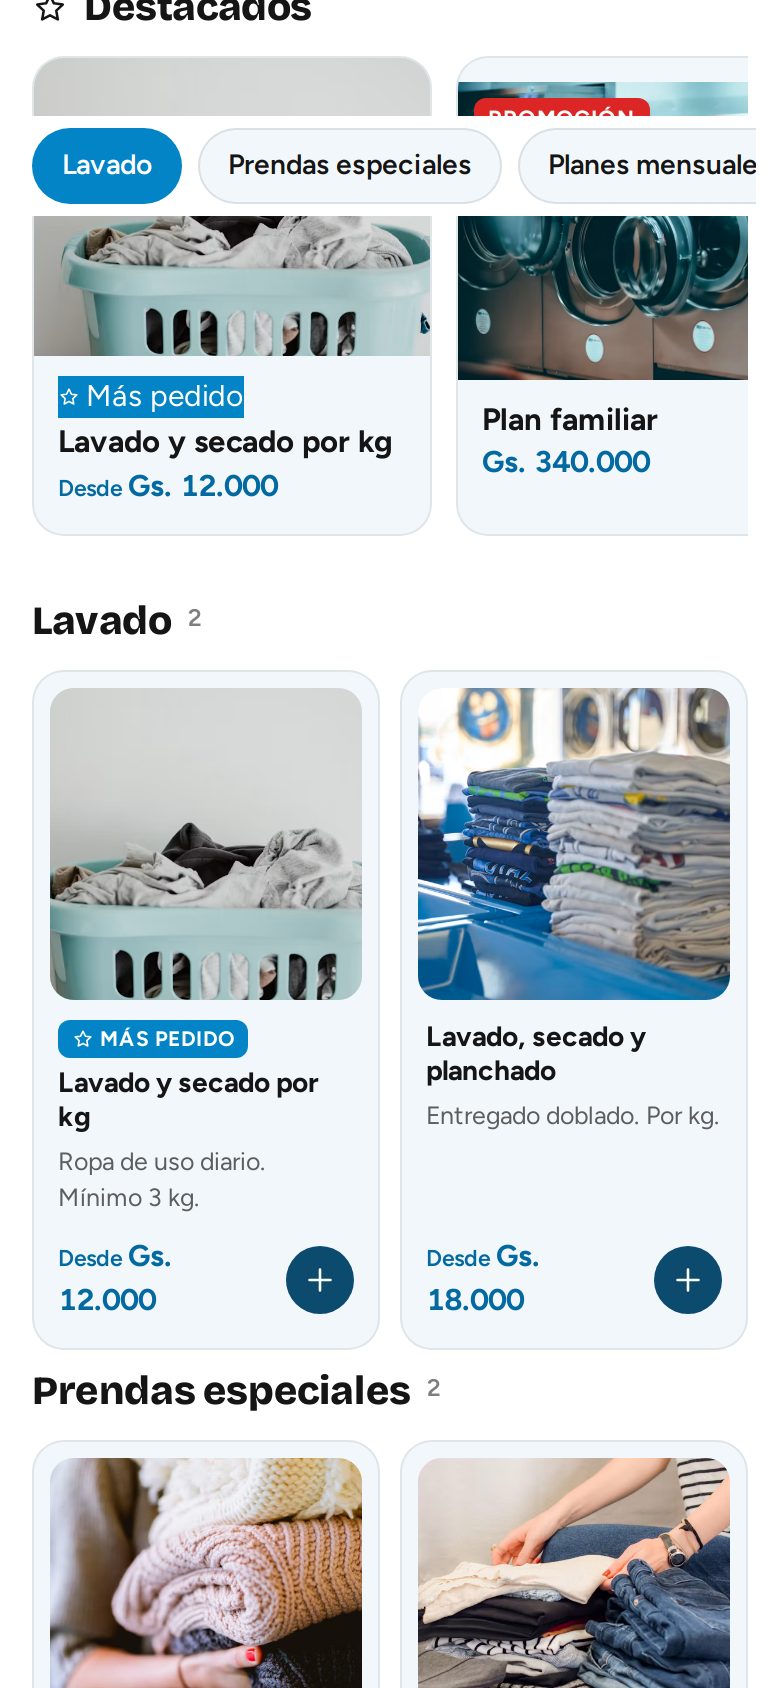 Destacados
PROMOCIÓN
Lavado
Prendas especiales
Planes mensuale
Más pedido
Lavado y secado por kg
Desde Gs. 12.000
Plan familiar
Gs. 340.000
Lavado 2
MÁS PEDIDO
Lavado y secado por
kg
Ropa de uso diario.
Mínimo 3 kg.
Desde Gs.
12.000
Lavado, secado y
planchado
Entregado doblado. Por kg.
Desde Gs.
18.000
Prendas especiales 2